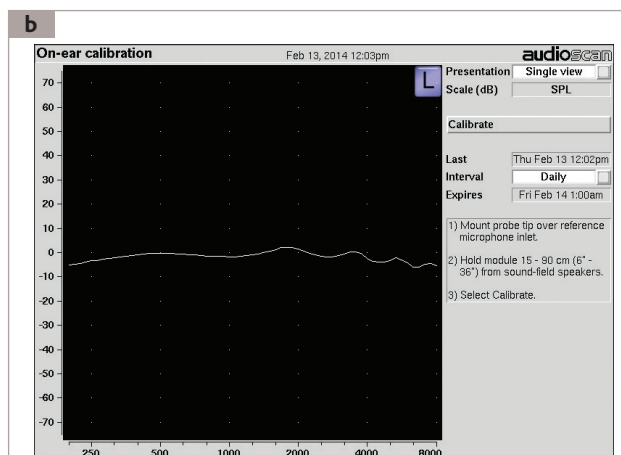 b
On-ear calibration
Feb 13, 2014 12:03pm
audioscan
L
Presentation Single view
Scale (dB) SPL
Calibrate
Last Thu Feb 13 12:02pm
Interval Daily
Expires Fri Feb 14 1:00am
1) Mount probe tip over reference
microphone inlet.
2) Hold module 15 - 90 cm (6" -
36") from sound-field speakers.
3) Select Calibrate.
70
60
50
40
30
20
10
0
-10
-20
-30
-40
-50
-60
-70
250 500 1000 2000 4000 8000